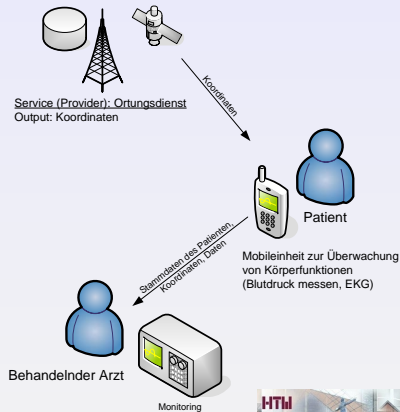 Service (Provider): Ortungsdienst
Output: Koordinaten
Koordinaten
Patient
Mobileinheit zur Überwachung
von Körperfunktionen
(Blutdruck messen, EKG)
Stammdaten des Patienten,
Koordinaten, Daten
Behandelnder Arzt
Monitoring
HTW